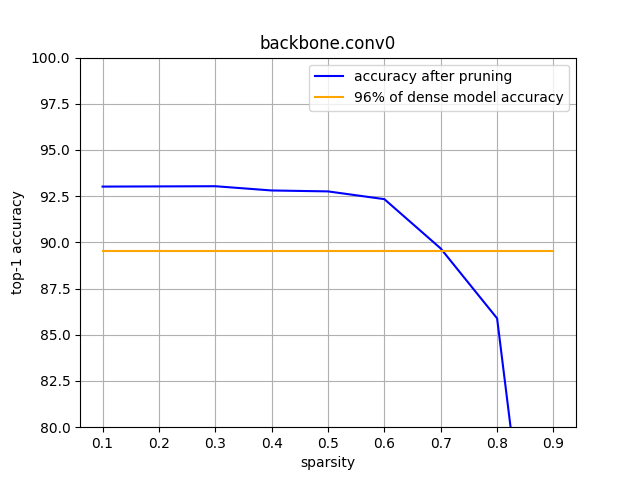 backbone.conv0
100.0
97.5
95.0
92.5
90.0
87.5
85.0
82.5
80.0
top-1 accuracy
accuracy after pruning
96% of dense model accuracy
0.1 0.2 0.3 0.4 0.5 0.6 0.7 0.8 0.9
sparsity